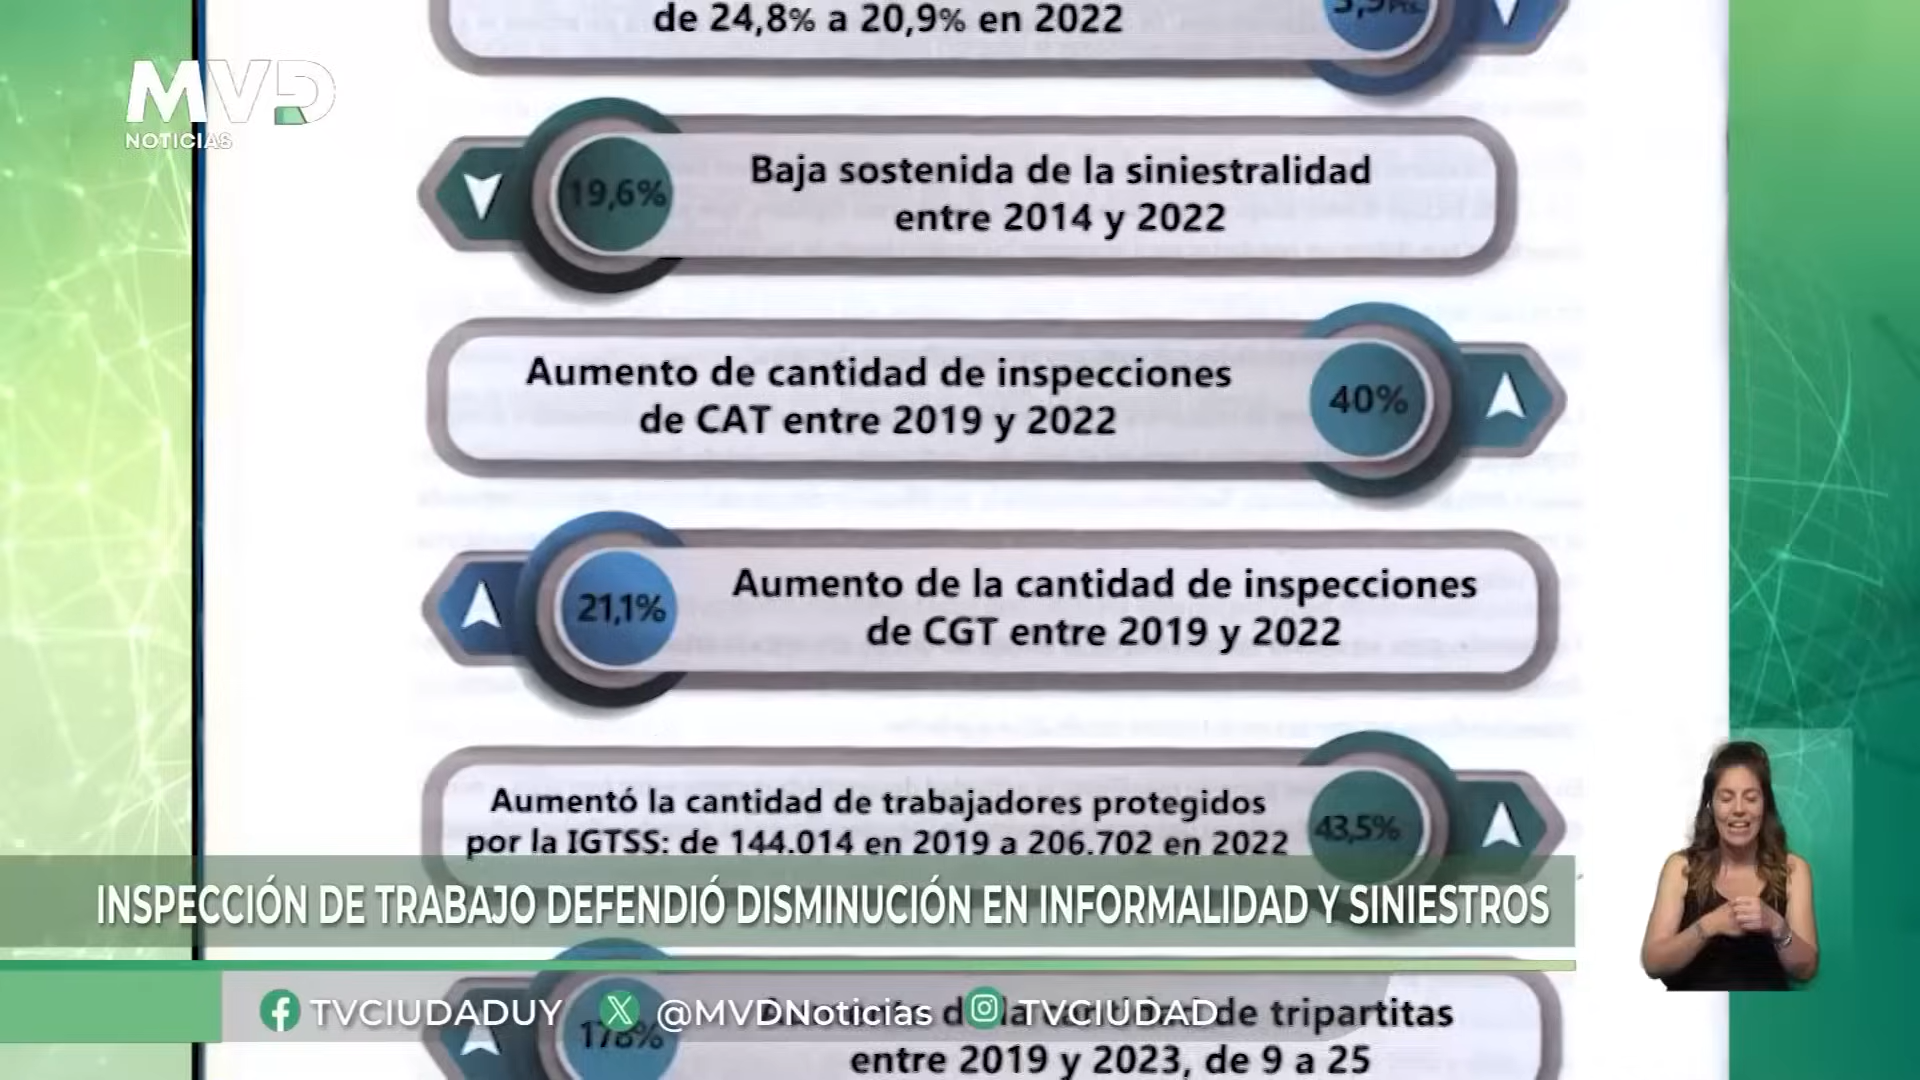 de 24,8% a 20,9% en 2022
3,9 Pts.
MVD
NOTICIAS
19,6%
Baja sostenida de la siniestralidad
entre 2014 y 2022
Aumento de cantidad de inspecciones
de CAT entre 2019 y 2022
40%
21,1%
Aumento de la cantidad de inspecciones
de CGT entre 2019 y 2022
Aumentó la cantidad de trabajadores protegidos
por la IGTSS: de 144.014 en 2019 a 206.702 en 2022
43,5%
INSPECCIÓN DE TRABAJO DEFENDIÓ DISMINUCIÓN EN INFORMALIDAD Y SINIESTROS
TVCIUDADUY @MVDNoticias TVCIUDAD
178%
de tripartitas
entre 2019 y 2023, de 9 a 25